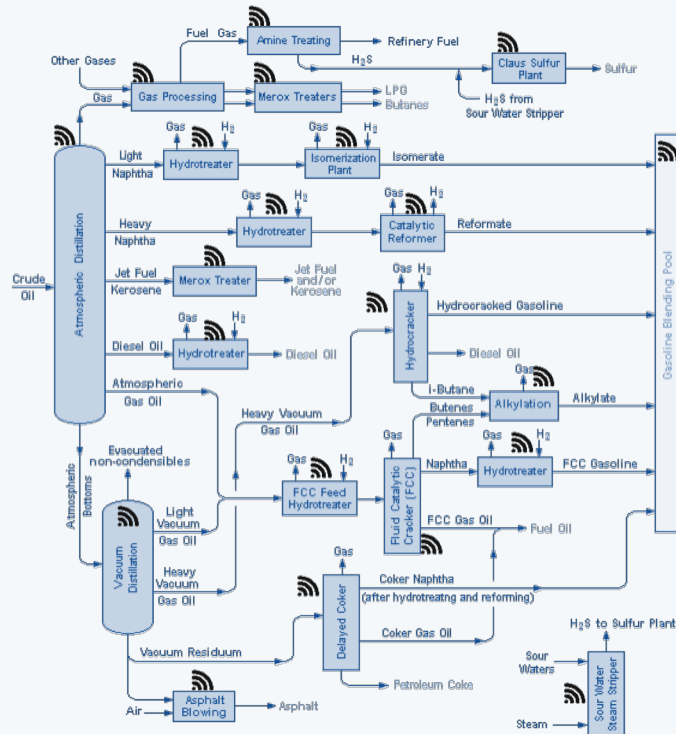 Fuel Gas
Amine Treating
Refinery Fuel
Other Gases
H₂S
Claus Sulfur
Plant
Sulfur
Gas
Gas Processing
Merox Treaters
LPG
Butanes
H₂S from
Sour Water Stripper
Light
Naphtha
Gas
H₂
Hydrotreater
Gas
H₂
Isomerization
Plant
Isomerate
Atmospheric Distillation
Heavy
Naphtha
Gas
H₂
Hydrotreater
Gas
H₂
Catalytic
Reformer
Reformate
Gasoline Blending Pool
Crude
Oil
Jet Fuel
Kerosene
Merox Treater
Jet Fuel
and/or
Kerosene
Gas
H₂
Hydrocracker
Hydrocracked Gasoline
Diesel Oil
Diesel Oil
Gas
H₂
Hydrotreater
Diesel Oil
Atmospheric
Gas Oil
Heavy Vacuum
Gas Oil
i-Butane
Butenes
Pentenes
Gas
Alkylation
Alkylate
Atmospheric
Bottoms
Evacuated
non-condensibles
Gas
H₂
FCC Feed
Hydrotreater
Gas
Fluid Catalytic
Cracker (FCC)
Naphtha
Gas
H₂
Hydrotreater
FCC Gasoline
FCC Gas Oil
Fuel Oil
Vacuum
Distillation
Light
Vacuum
Gas Oil
Heavy
Vacuum
Gas Oil
Gas
Delayed Coker
Coker Naphtha
(after hydrotreatng and reforming)
Coker Gas Oil
Petroleum Coke
Vacuum Residuum
Air
Asphalt
Blowing
Asphalt
H₂S to Sulfur Plant
Sour
Waters
Sour Water
Steam Stripper
Steam